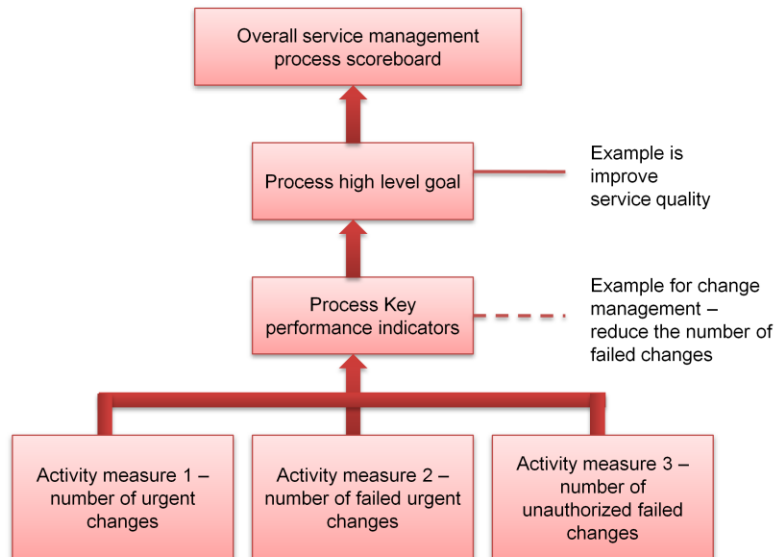 Overall service management
process scoreboard
Process high level goal
Example is
improve
service quality
Process Key
performance indicators
Example for change
management –
reduce the number of
failed changes
Activity measure 1 –
number of urgent
changes
Activity measure 2 –
number of failed urgent
changes
Activity measure 3 –
number of
unauthorized failed
changes